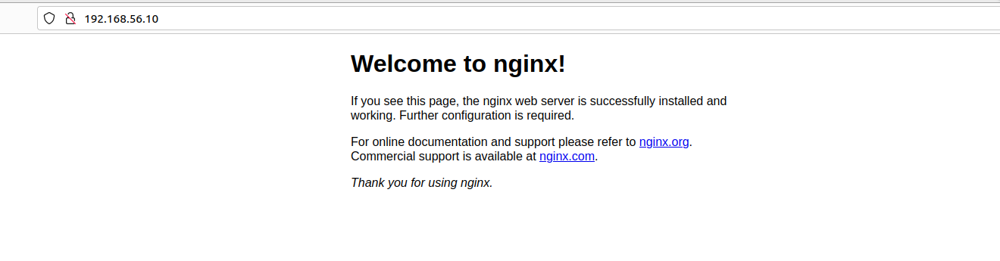 192.168.56.10
Welcome to nginx!
If you see this page, the nginx web server is successfully installed and
working. Further configuration is required.
For online documentation and support please refer to nginx.org.
Commercial support is available at nginx.com.
Thank you for using nginx.